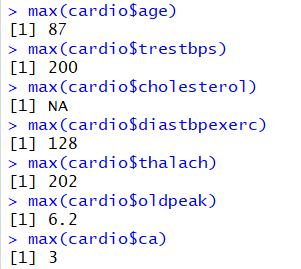 > max(cardio$age)
[1] 87
> max(cardio$trestbps)
[1] 200
> max(cardio$cholesterol)
[1] NA
> max(cardio$diastbpexerc)
[1] 128
> max(cardio$thalach)
[1] 202
> max(cardio$oldpeak)
[1] 6.2
> max(cardio$ca)
[1] 3